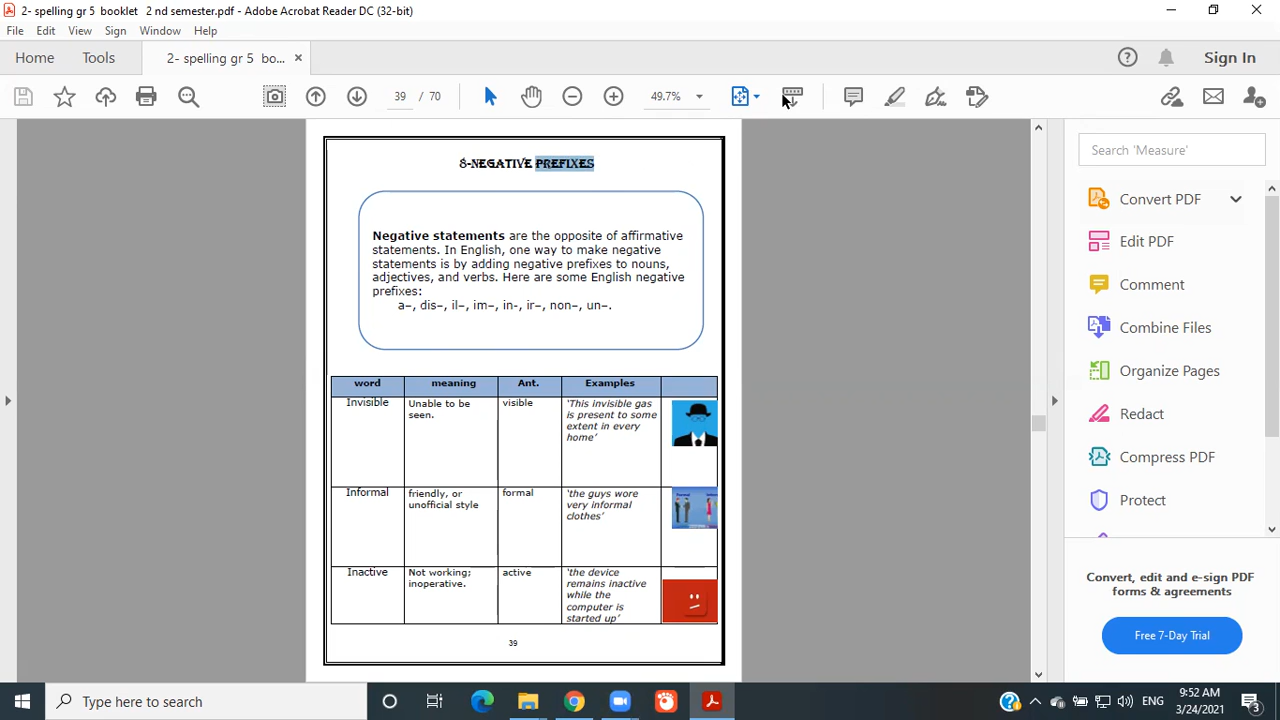 2- spelling gr 5 booklet 2 nd semester.pdf - Adobe Acrobat Reader DC (32-bit)
File Edit View Sign Window Help
Home Tools 2- spelling gr 5 bo... × Sign In
39 / 70 49.7%
8-NEGATIVE PREFIXES
Negative statements are the opposite of affirmative
statements. In English, one way to make negative
statements is by adding negative prefixes to nouns,
adjectives, and verbs. Here are some English negative
prefixes:
a–, dis–, il–, im–, in-, ir–, non–, un–.
word meaning Ant. Examples
Invisible Unable to be visible 'This invisible gas
seen. is present to some
extent in every
home'
Informal friendly, or formal 'the guys wore
unofficial style very informal
clothes'
Inactive Not working; active 'the device
inoperative. remains inactive
while the
computer is
started up'
39
Search 'Measure'
Convert PDF
Edit PDF
Comment
Combine Files
Organize Pages
Redact
Compress PDF
Protect
Convert, edit and e-sign PDF
forms & agreements
Free 7-Day Trial
Type here to search
ENG
9:52 AM
3/24/2021
3